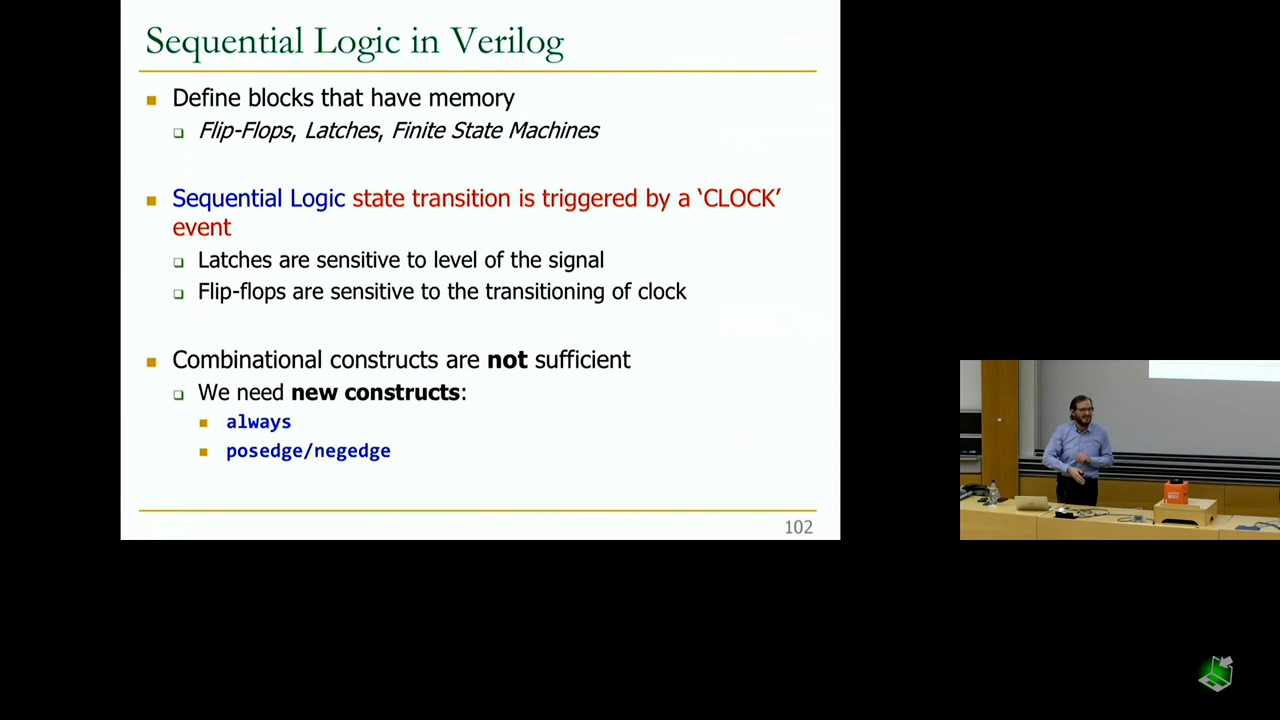 Sequential Logic in Verilog
Define blocks that have memory
Flip-Flops, Latches, Finite State Machines
Sequential Logic state transition is triggered by a ‘CLOCK’
event
Latches are sensitive to level of the signal
Flip-flops are sensitive to the transitioning of clock
Combinational constructs are not sufficient
We need new constructs:
always
posedge/negedge
102